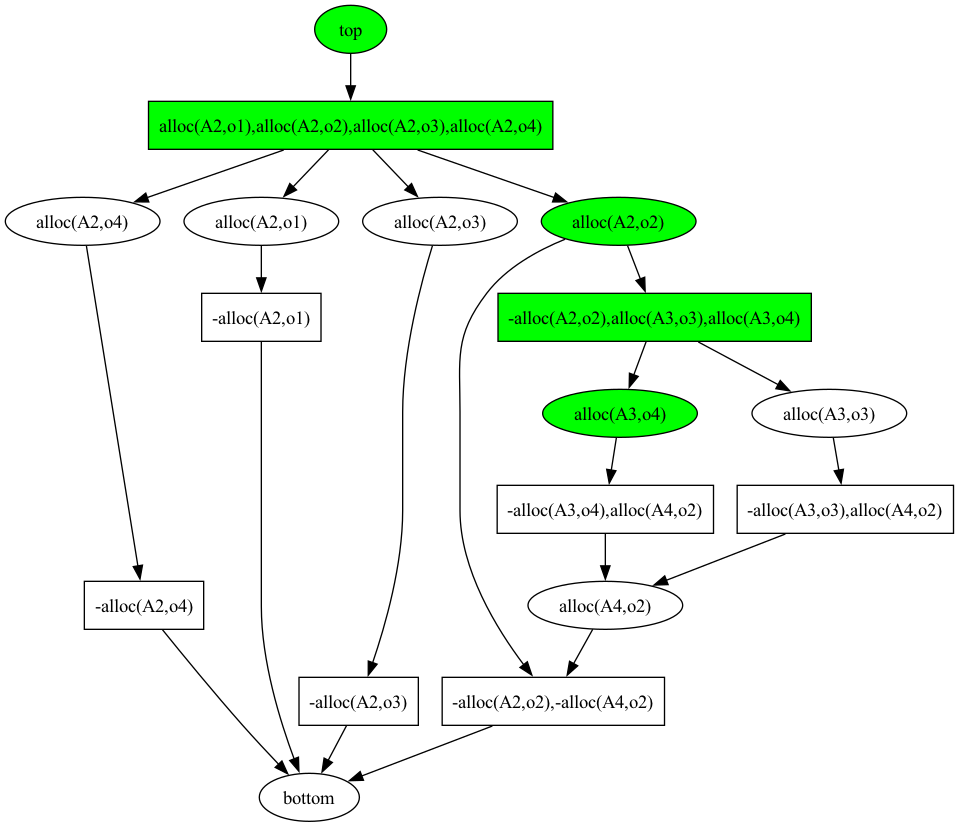 top
alloc(A2,o1),alloc(A2,o2),alloc(A2,o3),alloc(A2,o4)
alloc(A2,o4)
alloc(A2,o1)
alloc(A2,o3)
alloc(A2,o2)
-alloc(A2,o1)
-alloc(A2,o2),alloc(A3,o3),alloc(A3,o4)
alloc(A3,o4)
alloc(A3,o3)
-alloc(A3,o4),alloc(A4,o2)
-alloc(A3,o3),alloc(A4,o2)
-alloc(A2,o4)
alloc(A4,o2)
-alloc(A2,o3)
-alloc(A2,o2),-alloc(A4,o2)
bottom